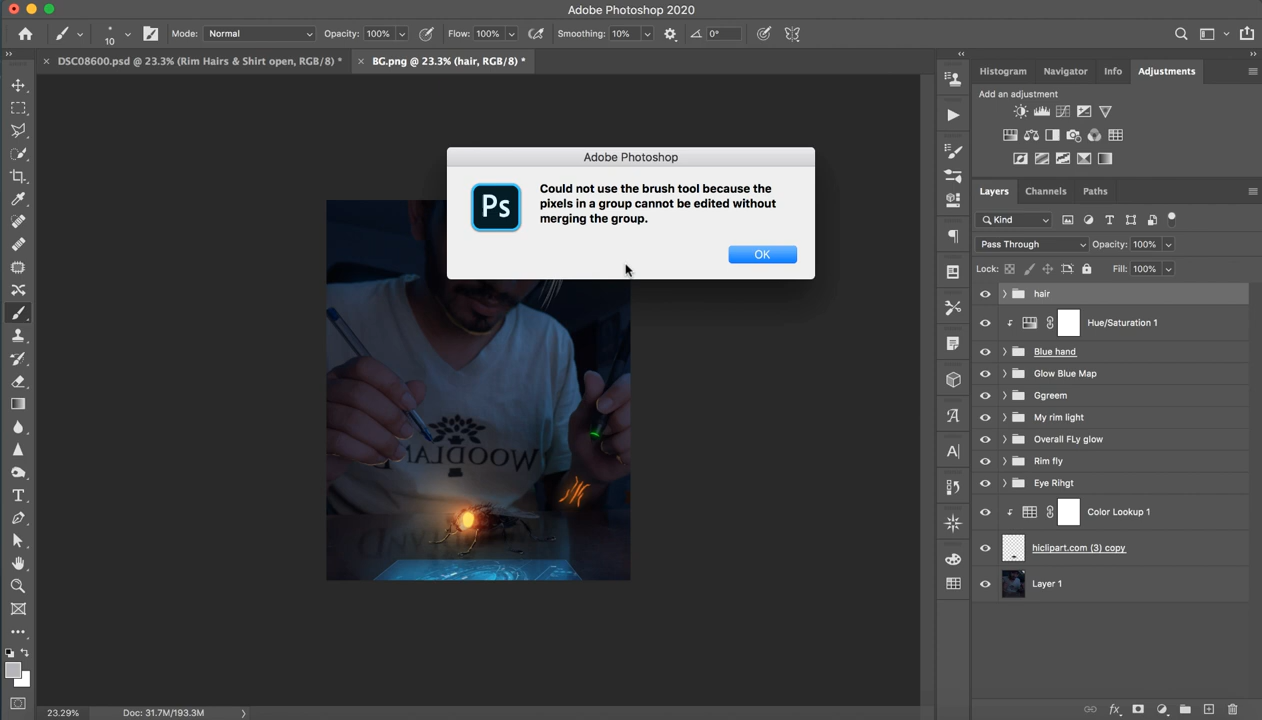 Adobe Photoshop 2020
10
Mode: Normal
Opacity: 100%
Flow: 100%
Smoothing: 10%
0°
DSC08600.psd @ 23.3% (Rim Hairs & Shirt open, RGB/8) *
BG.png @ 23.3% (hair, RGB/8) *
Histogram
Navigator
Info
Adjustments
Add an adjustment
Adobe Photoshop
Ps
Could not use the brush tool because the
pixels in a group cannot be edited without
merging the group.
OK
Layers
Channels
Paths
Kind
Pass Through
Opacity: 100%
Lock:
Fill: 100%
hair
Hue/Saturation 1
Blue hand
Glow Blue Map
Ggreem
My rim light
Overall FLy glow
Rim fly
Eye Rihgt
Color Lookup 1
hiclipart.com (3) copy
Layer 1
WOODLAND
23.29%
Doc: 31.7M/193.3M